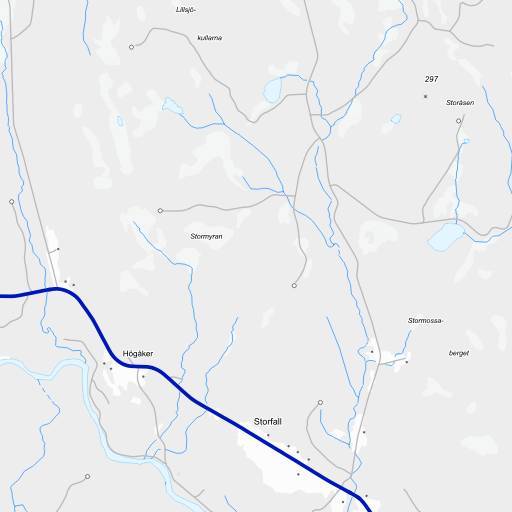 Lillsjö-
kullarna
297
Storåsen
Stormyran
Stormossa-
berget
Högåker
Storfall